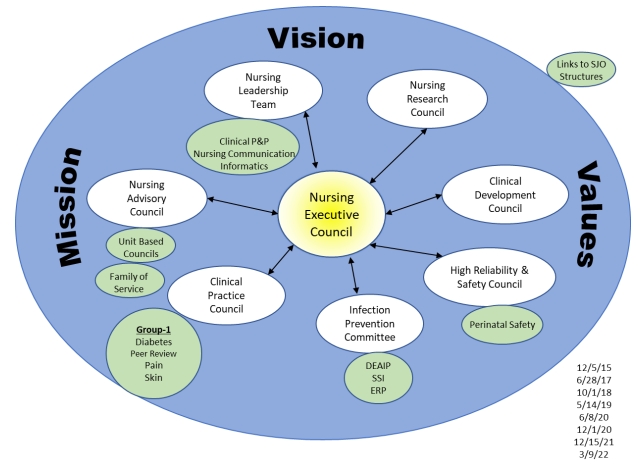 Vision
Links to SJO
Structures
Nursing
Leadership
Team
Nursing
Research
Council
Clinical P&P
Nursing Communication
Informatics
Mission
Values
Nursing
Advisory
Council
Nursing
Executive
Council
Clinical
Development
Council
Unit Based
Councils
Family of
Service
Clinical
Practice
Council
High Reliability &
Safety Council
Infection
Prevention
Committee
Perinatal Safety
Group-1
Diabetes
Peer Review
Pain
Skin
DEAIP
SSI
ERP
12/5/15
6/28/17
10/1/18
5/14/19
6/8/20
12/1/20
12/15/21
3/9/22